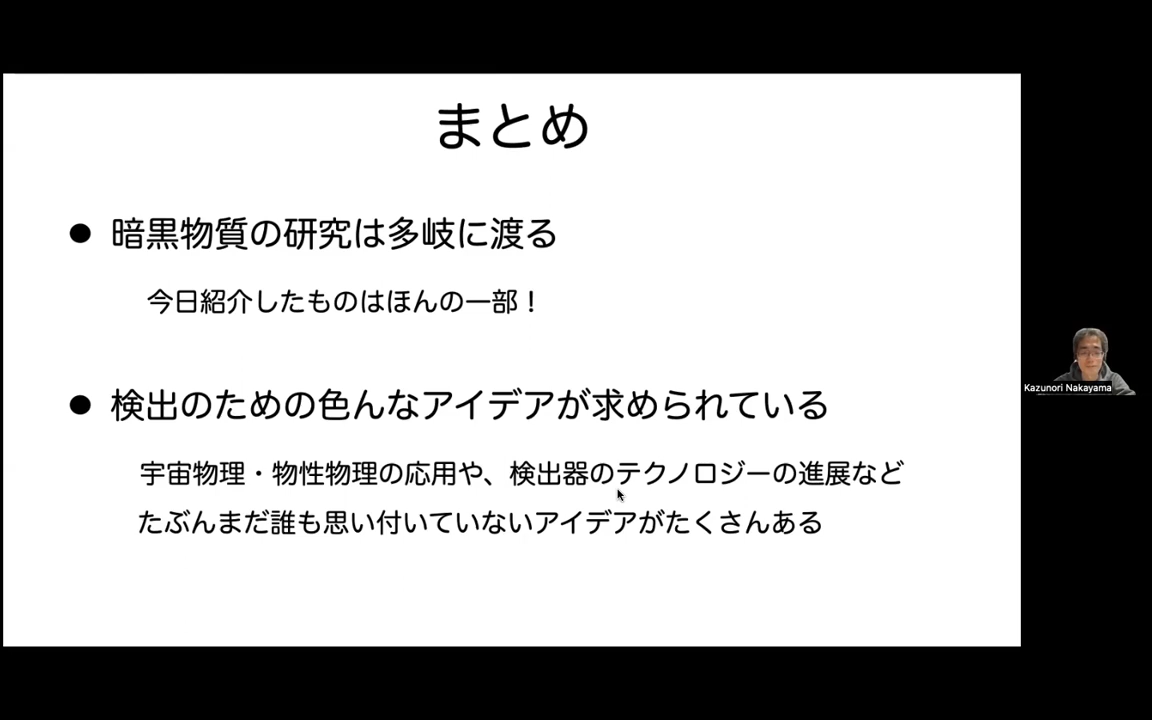 まとめ
● 暗黒物質の研究は多岐に渡る
今日紹介したものはほんの一部！
● 検出のための色んなアイデアが求められている
宇宙物理・物性物理の応用や、検出器のテクノロジーの進展など
たぶんまだ誰も思い付いていないアイデアがたくさんある
Kazunori Nakayama